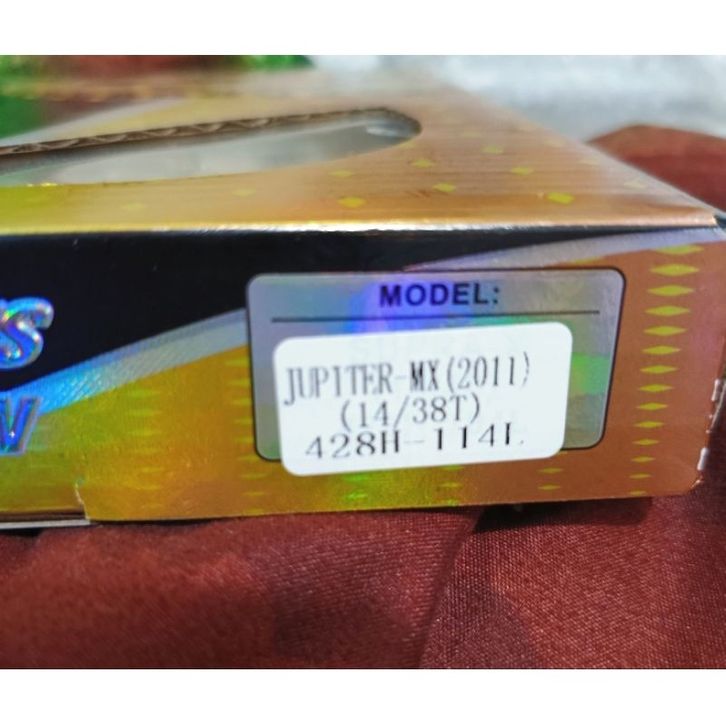 MODEL:
JUPITER-MX(2011)
(14/38T)
428H-114L